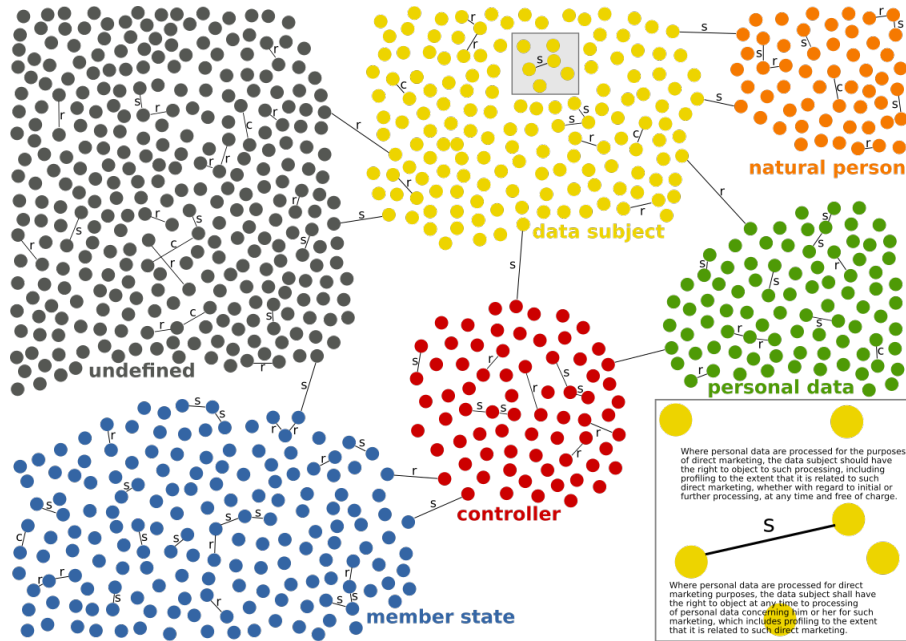 s
r
r
r
s
s
s
r
c
s
s
r
r
c
s
s
s
r
c
r
c
r
r
r
natural person
r
r
r
r
s
s
s
r
data subject
r
c
s
r
s
r
s
s
s
r
r
c
s
s
s
r
c
r
undefined
r
s
s
r
s
r
s
s
r
personal data
s
s
r
r
r
s
r
r
s
r
s
s
controller
s
s
s
s
c
s
r
r
r
s
s
r
member state
Where personal data are processed for the purposes
of direct marketing, the data subject should have
the right to object to such processing, including
profiling to the extent that it is related to such
direct marketing, whether with regard to initial or
further processing, at any time and free of charge.
s
Where personal data are processed for direct
marketing purposes, the data subject shall have
the right to object at any time to processing
of personal data concerning him or her for such
marketing, which includes profiling to the extent
that it is related to such direct marketing.